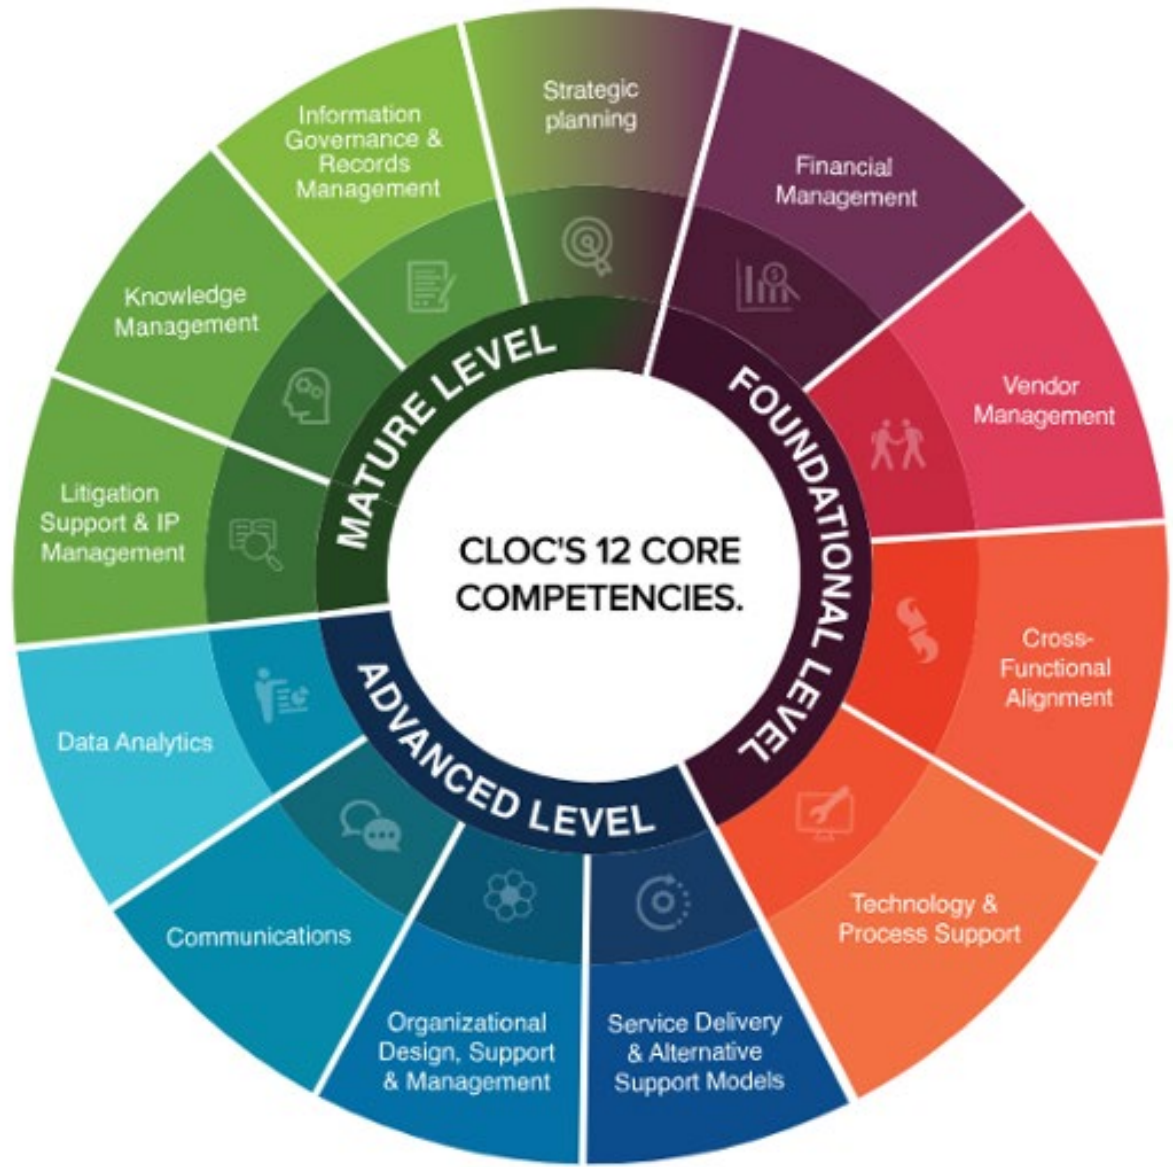 CLOC'S 12 CORE
COMPETENCIES.
FOUNDATIONAL LEVEL
ADVANCED LEVEL
MATURE LEVEL
Strategic
planning
Financial
Management
Vendor
Management
Cross-
Functional
Alignment
Technology &
Process Support
Service Delivery
& Alternative
Support Models
Organizational
Design, Support
& Management
Communications
Data Analytics
Litigation
Support & IP
Management
Knowledge
Management
Information
Governance &
Records
Management